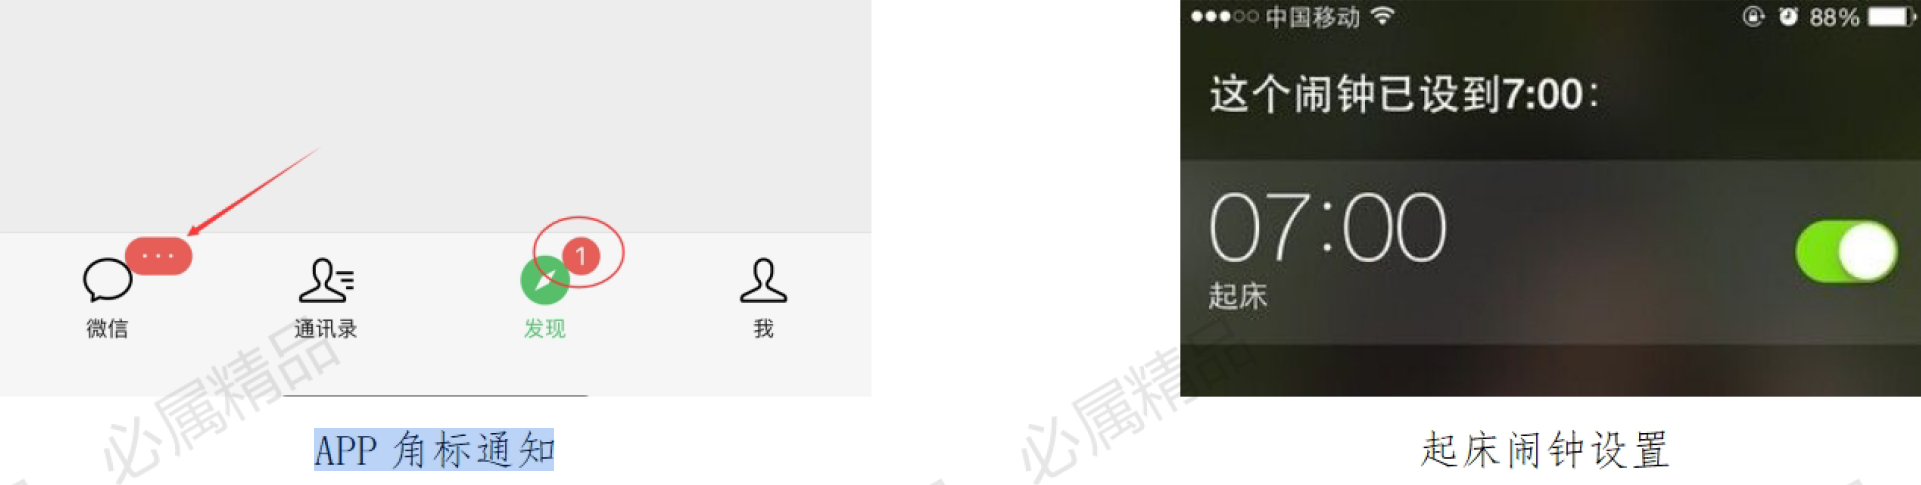 ···
1
微信
通讯录
发现
我
APP 角标通知
中国移动
88%
这个闹钟已设到7:00:
07:00
起床
起床闹钟设置
必属精品
必属精品